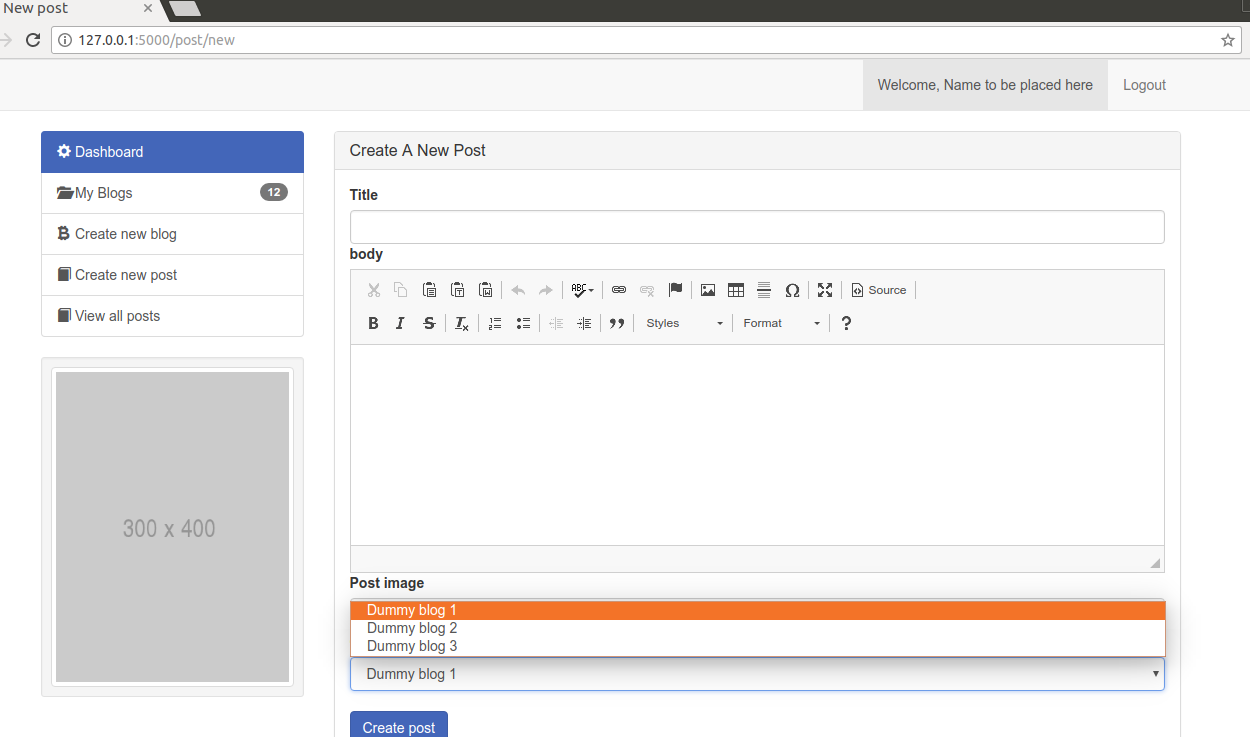 New post
127.0.0.1:5000/post/new
Welcome, Name to be placed here
Logout
Dashboard
My Blogs 12
Create new blog
Create new post
View all posts
300 x 400
Create A New Post
Title
body
ABC
Source
B I S Tx
Styles
Format
?
Post image
Dummy blog 1
Dummy blog 2
Dummy blog 3
Dummy blog 1
Create post